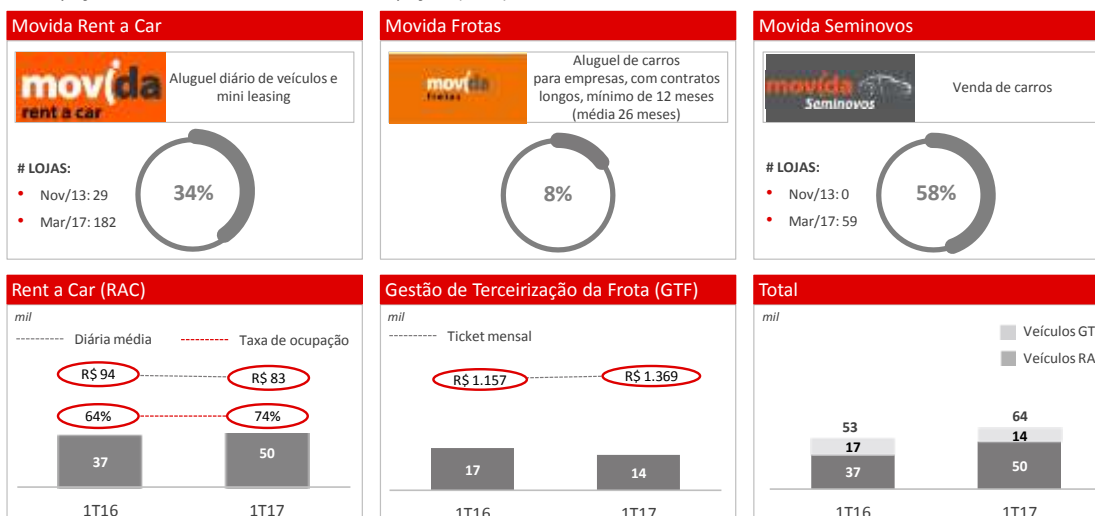 Movida Rent a Car
movida
rent a car
Aluguel diário de veículos e
mini leasing
# LOJAS:
• Nov/13: 29
• Mar/17: 182
34%
Movida Frotas
movida
frotas
Aluguel de carros
para empresas, com contratos
longos, mínimo de 12 meses
(média 26 meses)
8%
Movida Seminovos
movida
Seminovos
Venda de carros
# LOJAS:
• Nov/13: 0
• Mar/17: 59
58%
Rent a Car (RAC)
mil
Diária média
Taxa de ocupação
R$ 94
R$ 83
64%
74%
37
50
1T16
1T17
Gestão de Terceirização da Frota (GTF)
mil
Ticket mensal
R$ 1.157
R$ 1.369
17
14
1T16
1T17
Total
mil
Veículos GT
Veículos RA
53
64
17
14
37
50
1T16
1T17